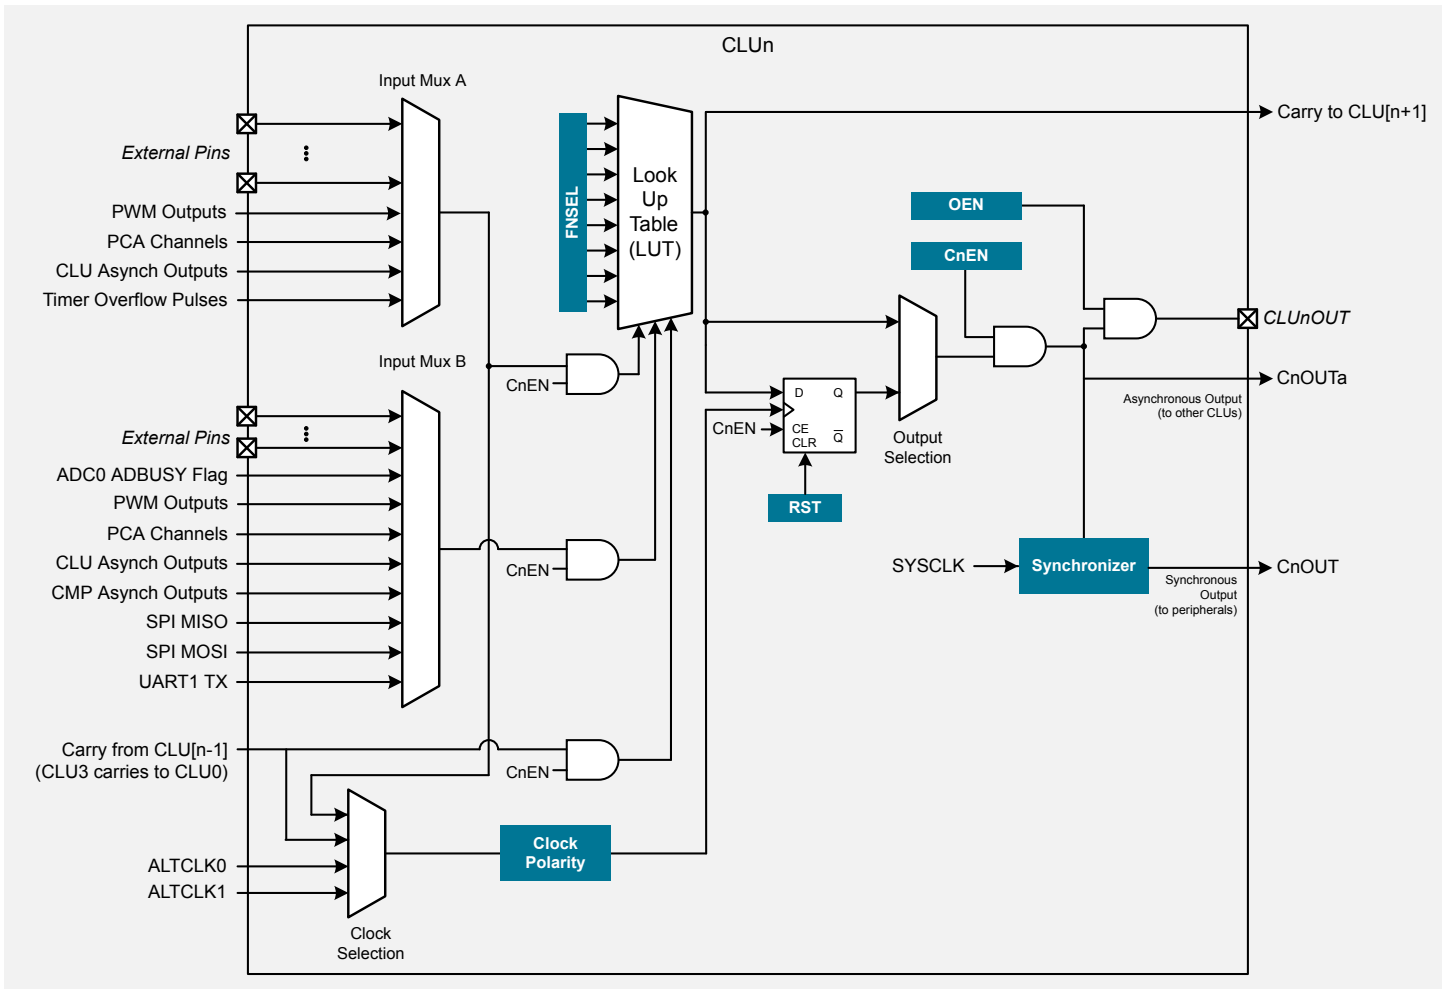 CLUn
Input Mux A
External Pins
PWM Outputs
PCA Channels
CLU Asynch Outputs
Timer Overflow Pulses
FNSEL
Look
Up
Table
(LUT)
Carry to CLU[n+1]
OEN
CnEN
CLUnOUT
Input Mux B
CnEN
External Pins
ADC0 ADBUSY Flag
PWM Outputs
PCA Channels
CLU Asynch Outputs
CMP Asynch Outputs
SPI MISO
SPI MOSI
UART1 TX
CnEN
D Q
CnEN
CE
CLR
Q
RST
Output
Selection
CnOUTa
Asynchronous Output
(to other CLUs)
SYSCLK
Synchronizer
CnOUT
Synchronous
Output
(to peripherals)
Carry from CLU[n-1]
(CLU3 carries to CLU0)
CnEN
ALTCLK0
ALTCLK1
Clock
Polarity
Clock
Selection